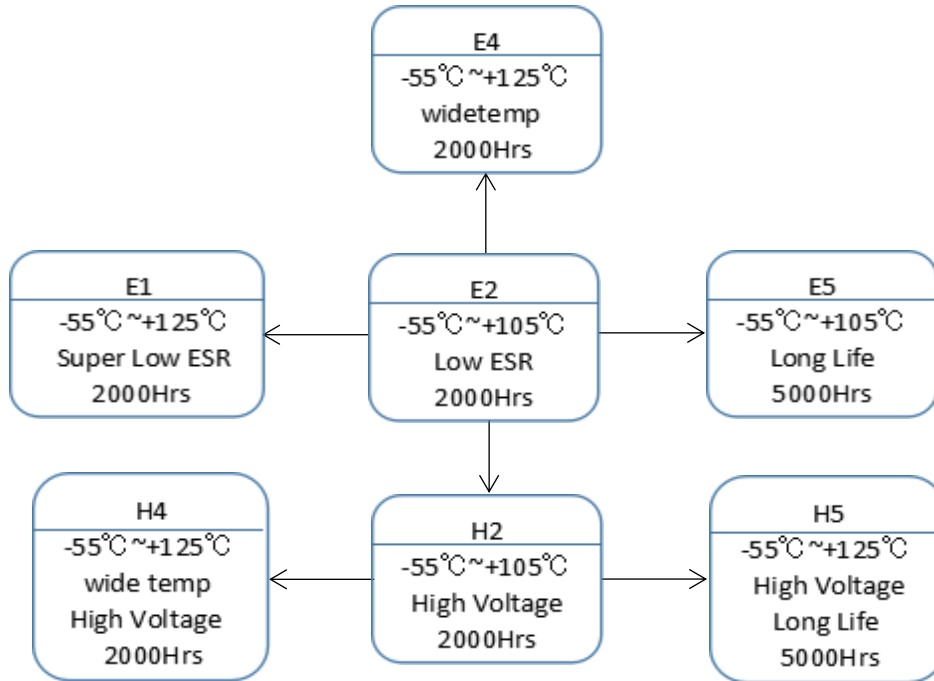 E4
-55℃~+125℃
widetemp
2000Hrs
E1
-55℃~+125℃
Super Low ESR
2000Hrs
E2
-55℃~+105℃
Low ESR
2000Hrs
E5
-55℃~+105℃
Long Life
5000Hrs
H4
-55℃~+125℃
wide temp
High Voltage
2000Hrs
H2
-55℃~+105℃
High Voltage
2000Hrs
H5
-55℃~+125℃
High Voltage
Long Life
5000Hrs